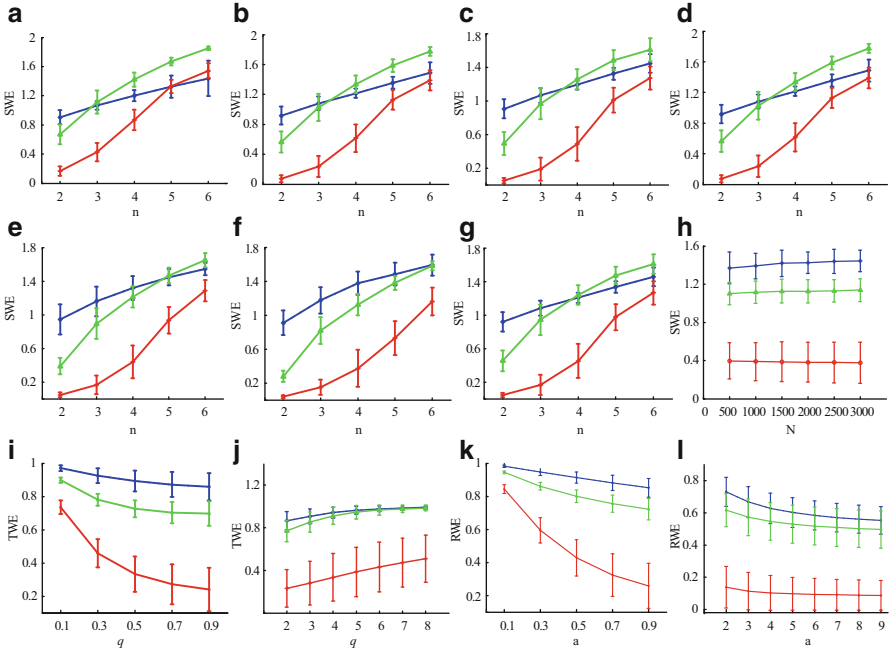 a b c d
2 1.6 1.2 0.8 0.4 0
SWE
2 3 4 5 6
n
2 1.6 1.2 0.8 0.4 0
SWE
2 3 4 5 6
n
1.8 1.4 1 0.6 0.2
SWE
2 3 4 5 6
n
2 1.6 1.2 0.8 0.4 0
SWE
2 3 4 5 6
n
e f g h
1.8 1.4 1 0.6 0.2
SWE
2 3 4 5 6
n
1.8 1.4 1 0.6 0.2
SWE
2 3 4 5 6
n
1.8 1.4 1 0.6 0.2
SWE
2 3 4 5 6
n
1.6 1.2 0.8 0.4 0
SWE
0 500 1000 1500 2000 2500 3000
N
i j k l
1 0.8 0.6 0.4 0.2
TWE
0.1 0.3 0.5 0.7 0.9
q
1.2 0.8 0.4
TWE
2 3 4 5 6 7 8
q
1 0.8 0.6 0.4 0.2
RWE
0.1 0.3 0.5 0.7 0.9
a
0.8 0.6 0.4 0.2 0
RWE
2 3 4 5 6 7 8 9
a